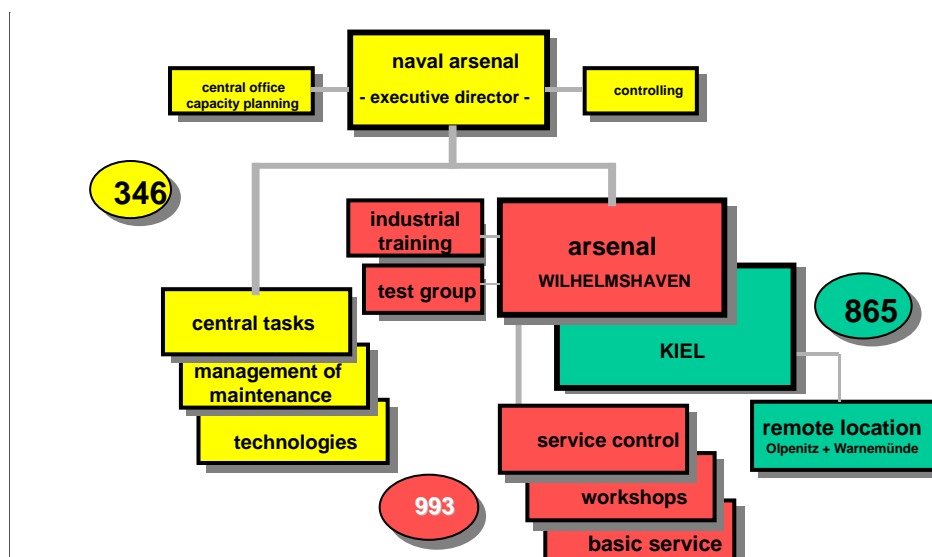 naval arsenal
- executive director -
central office
capacity planning
controlling
346
industrial
training
arsenal
WILHELMSHAVEN
test group
865
central tasks
KIEL
management of
maintenance
remote location
Olpenitz + Warnemünde
technologies
service control
993
workshops
basic service